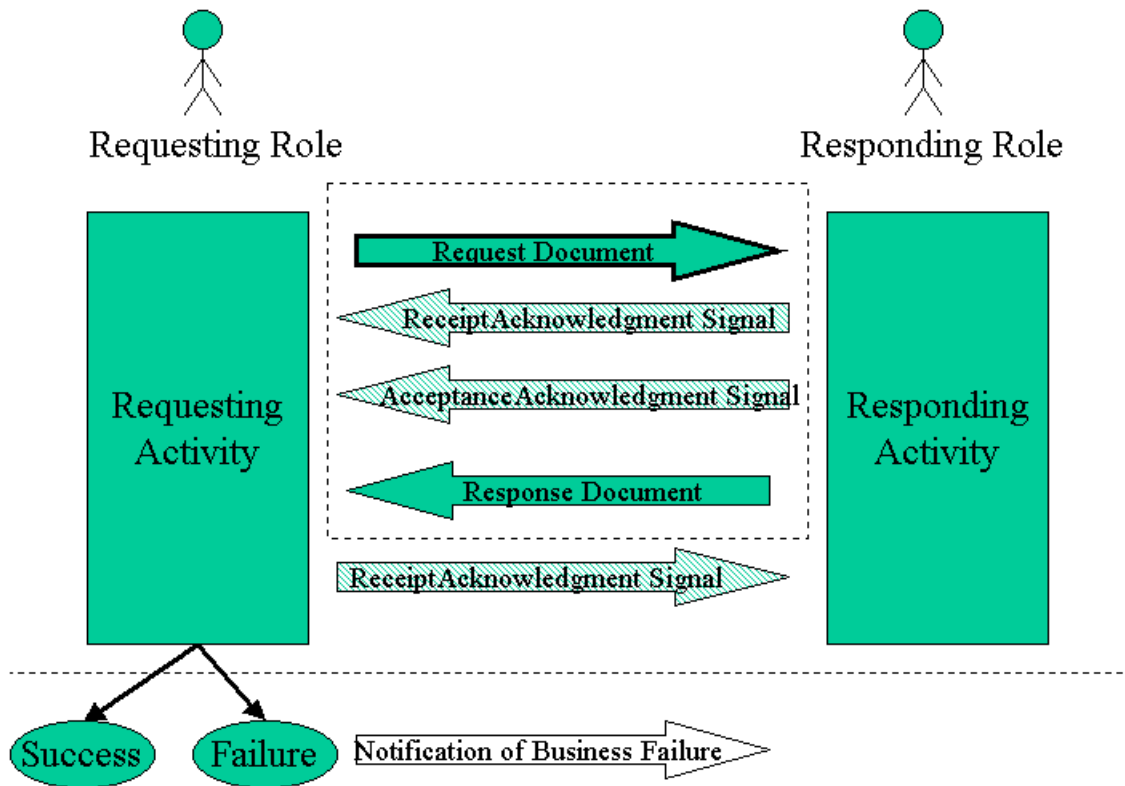 Requesting Role
Responding Role
Request Document
ReceiptAcknowledgment Signal
AcceptanceAcknowledgment Signal
Requesting
Activity
Responding
Activity
Response Document
ReceiptAcknowledgment Signal
Success
Failure
Notification of Business Failure